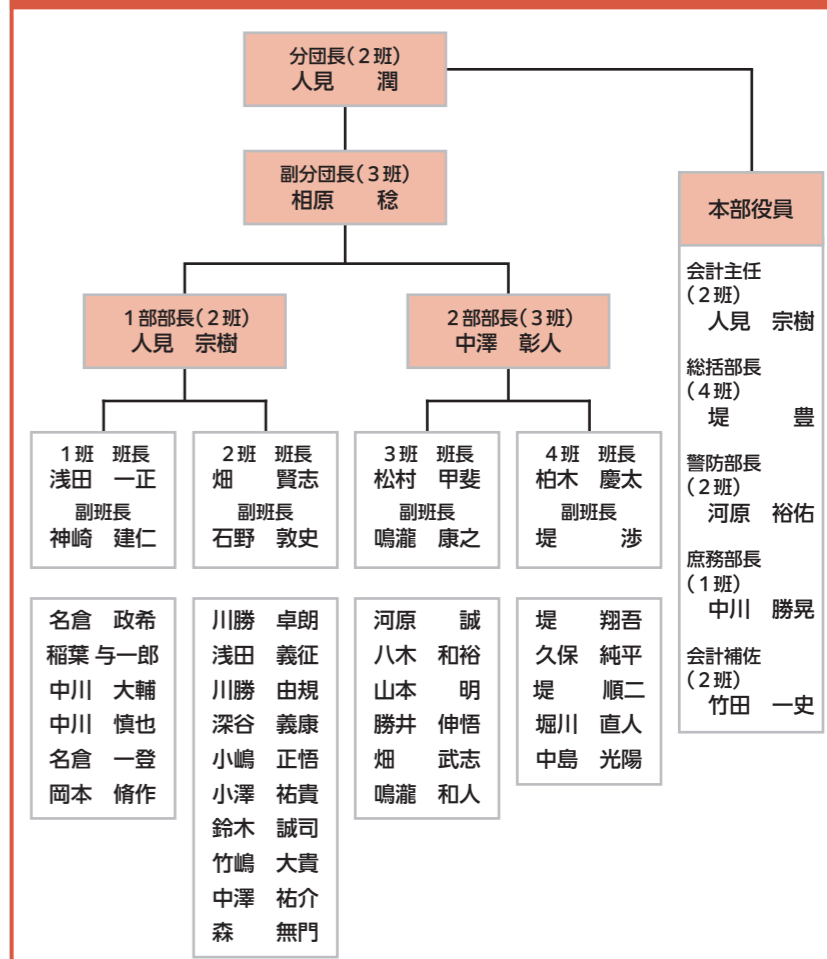 分団長(2班)
人見　潤
副分団長(3班)
相原　稔
1部部長(2班)
人見　宗樹
2部部長(3班)
中澤　彰人
1班　班長
浅田　一正
副班長
神崎　建仁
2班　班長
畑　賢志
副班長
石野　敦史
3班　班長
松村　甲斐
副班長
鳴瀧　康之
4班　班長
柏木　慶太
副班長
堤　渉
名倉　政希
稲葉 与一郎
中川　大輔
中川　慎也
名倉　一登
岡本　脩作
川勝　卓朗
浅田　義征
川勝　由規
深谷　義康
小嶋　正悟
小澤　祐貴
鈴木　誠司
竹嶋　大貴
中澤　祐介
森　無門
河原　誠
八木　和裕
山本　明
勝井　伸悟
畑　武志
鳴瀧　和人
堤　翔吾
久保　純平
堤　順二
堀川　直人
中島　光陽
本部役員
会計主任
(2班)
人見　宗樹
総括部長
(4班)
堤　豊
警防部長
(2班)
河原　裕佑
庶務部長
(1班)
中川　勝晃
会計補佐
(2班)
竹田　一史